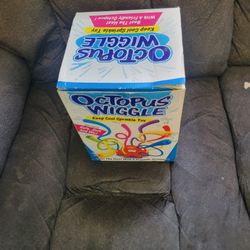 Beat The Heat
With A Friendly Octopus!
Keep Cool Sprinkle Toy
OCTOPUS
WIGGLE
OCTOPUS
WIGGLE
Keep Cool Sprinkle Toy